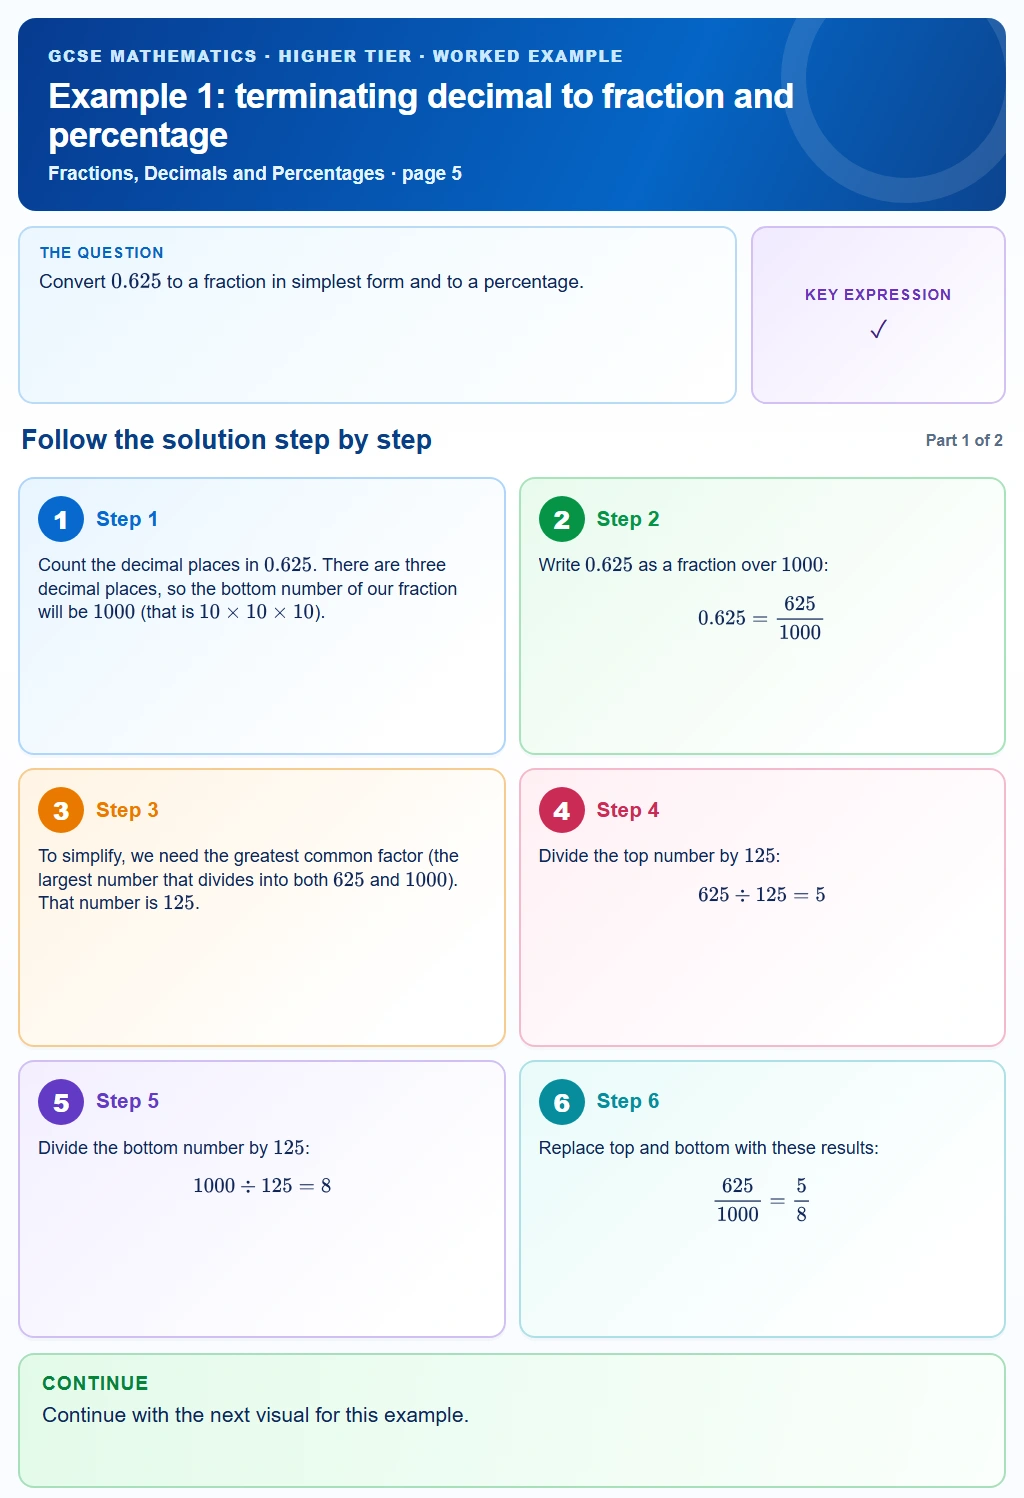 GCSE MATHEMATICS · HIGHER TIER · WORKED EXAMPLE
Example 1: terminating decimal to fraction and
percentage
Fractions, Decimals and Percentages · page 5
THE QUESTION
Convert 0.625 to a fraction in simplest form and to a percentage.
KEY EXPRESSION
✓
Follow the solution step by step
Part 1 of 2
1 Step 1
Count the decimal places in 0.625. There are three
decimal places, so the bottom number of our fraction
will be 1000 (that is 10 × 10 × 10).
2 Step 2
Write 0.625 as a fraction over 1000:
0.625 = 625/1000
3 Step 3
To simplify, we need the greatest common factor (the
largest number that divides into both 625 and 1000).
That number is 125.
4 Step 4
Divide the top number by 125:
625 ÷ 125 = 5
5 Step 5
Divide the bottom number by 125:
1000 ÷ 125 = 8
6 Step 6
Replace top and bottom with these results:
625/1000 = 5/8
CONTINUE
Continue with the next visual for this example.